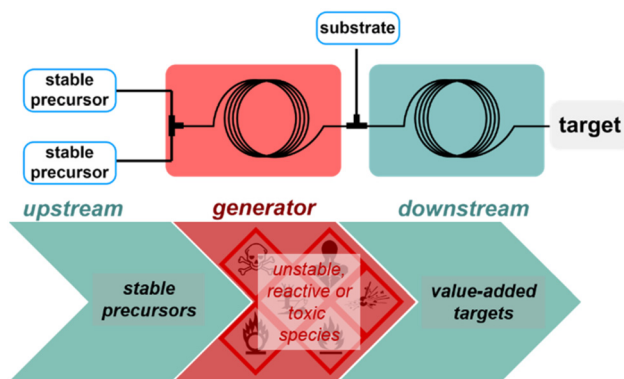 substrate
stable
precursor
stable
precursor
target
upstream
generator
downstream
stable
precursors
unstable,
reactive or
toxic
species
value-added
targets